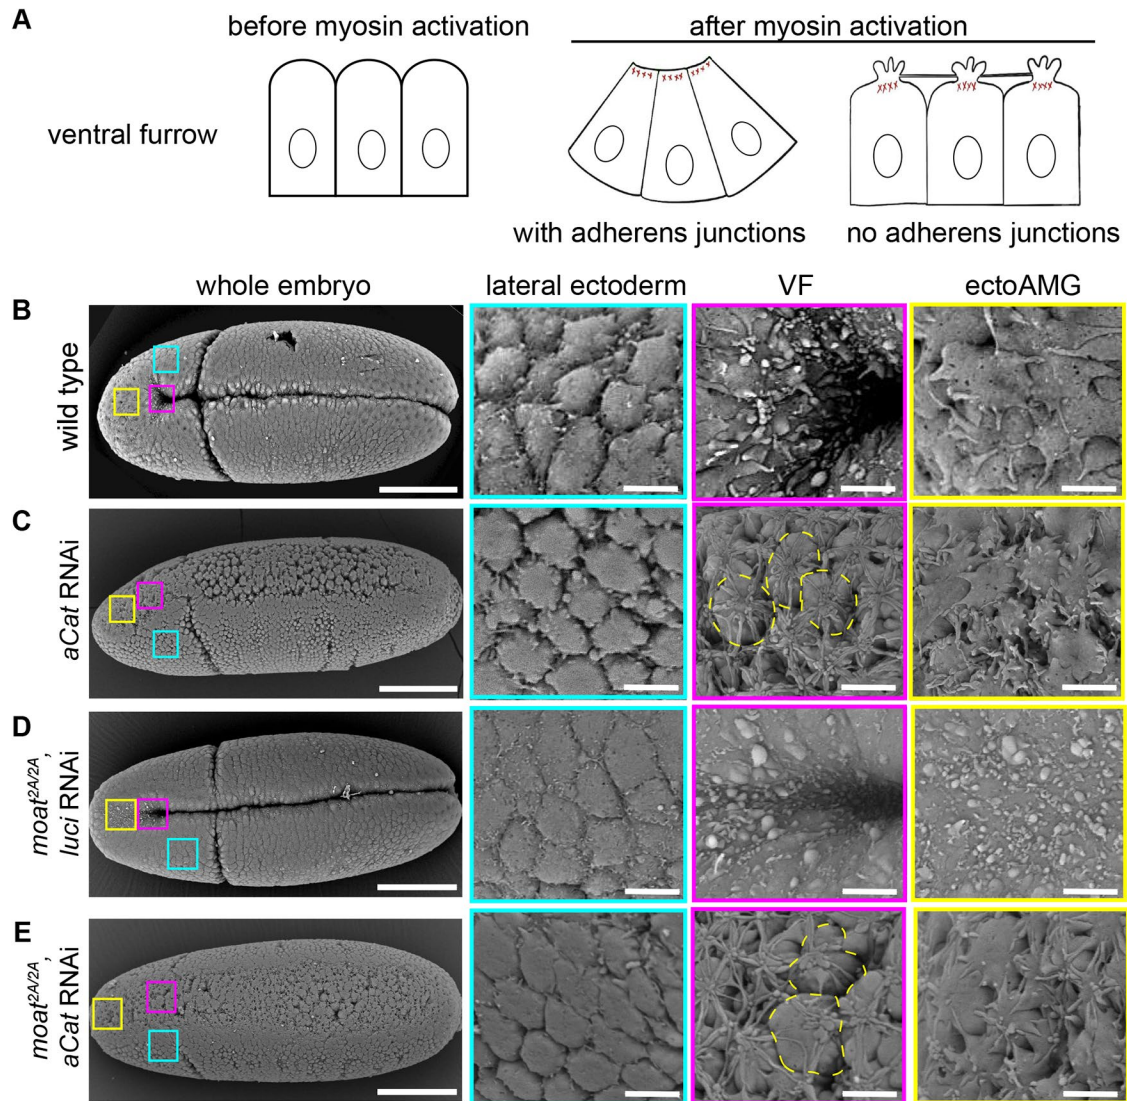 A
before myosin activation
after myosin activation
ventral furrow
with adherens junctions
no adherens junctions
whole embryo
lateral ectoderm
VF
ectoAMG
B
wild type
C
aCat RNAi
D
moat2A/2A,
luci RNAi
E
moat2A/2A,
aCat RNAi